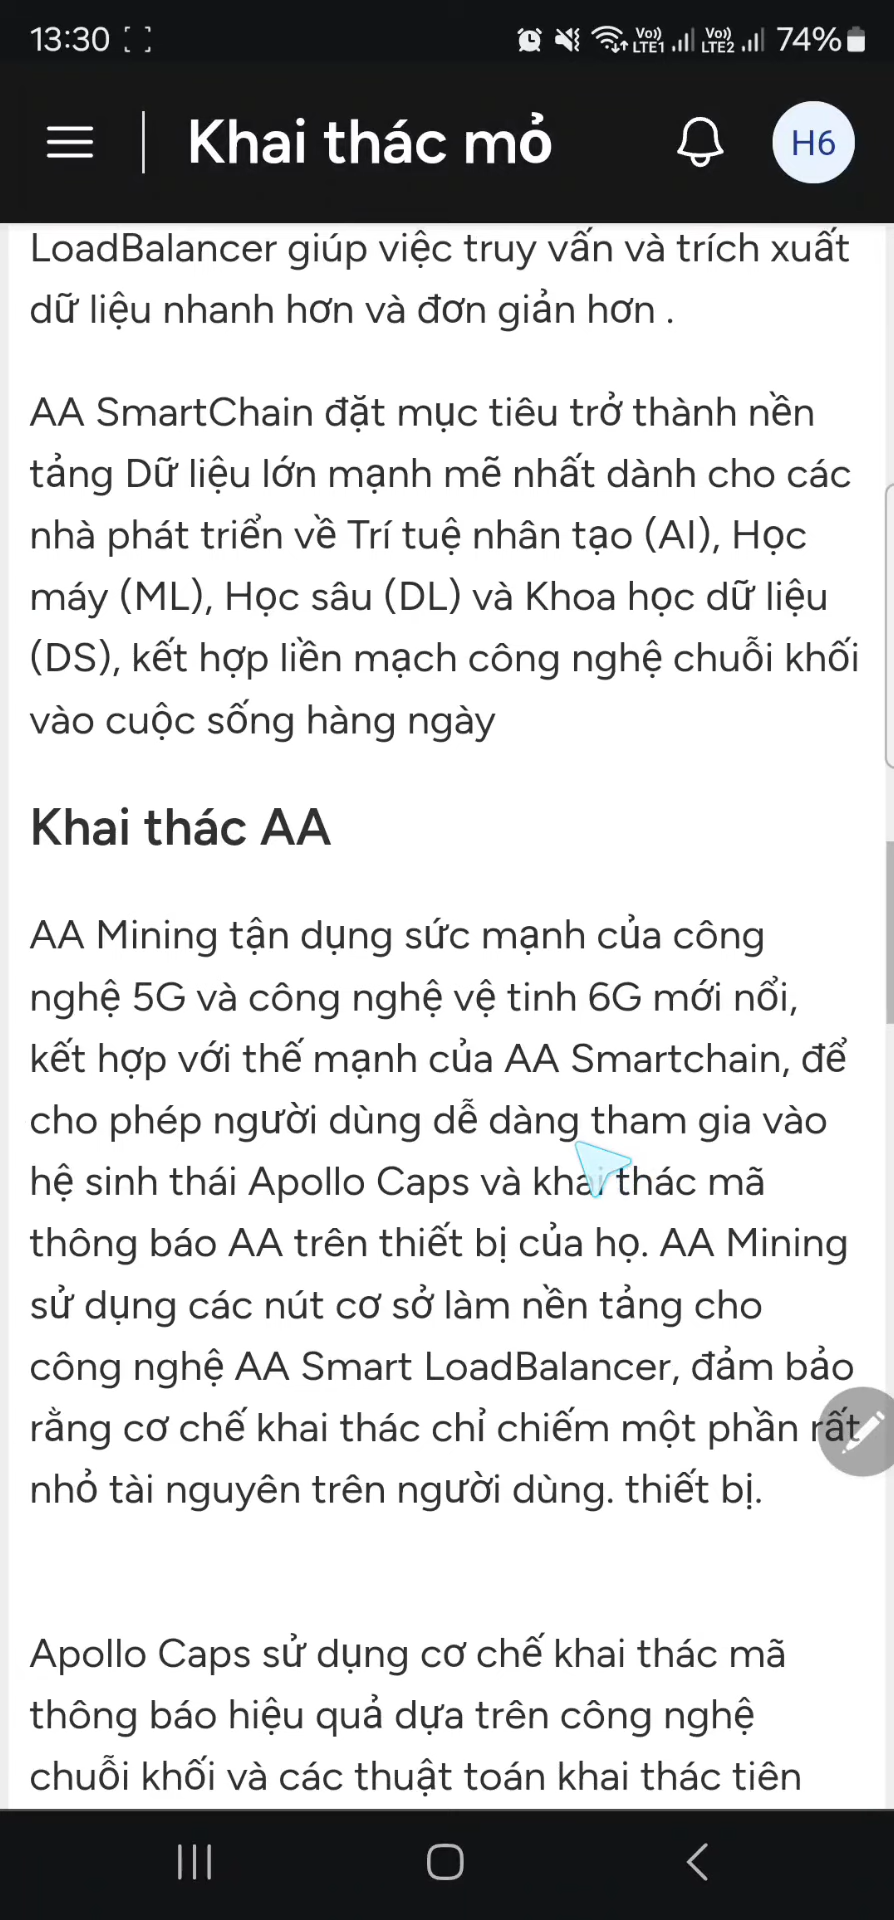 13:30
Vo)) LTE1
Vo)) LTE2
74%
Khai thác mỏ
H6
LoadBalancer giúp việc truy vấn và trích xuất
dữ liệu nhanh hơn và đơn giản hơn .
AA SmartChain đặt mục tiêu trở thành nền
tảng Dữ liệu lớn mạnh mẽ nhất dành cho các
nhà phát triển về Trí tuệ nhân tạo (AI), Học
máy (ML), Học sâu (DL) và Khoa học dữ liệu
(DS), kết hợp liền mạch công nghệ chuỗi khối
vào cuộc sống hàng ngày
Khai thác AA
AA Mining tận dụng sức mạnh của công
nghệ 5G và công nghệ vệ tinh 6G mới nổi,
kết hợp với thế mạnh của AA Smartchain, để
cho phép người dùng dễ dàng tham gia vào
hệ sinh thái Apollo Caps và khai thác mã
thông báo AA trên thiết bị của họ. AA Mining
sử dụng các nút cơ sở làm nền tảng cho
công nghệ AA Smart LoadBalancer, đảm bảo
rằng cơ chế khai thác chỉ chiếm một phần rất
nhỏ tài nguyên trên người dùng. thiết bị.
Apollo Caps sử dụng cơ chế khai thác mã
thông báo hiệu quả dựa trên công nghệ
chuỗi khối và các thuật toán khai thác tiên